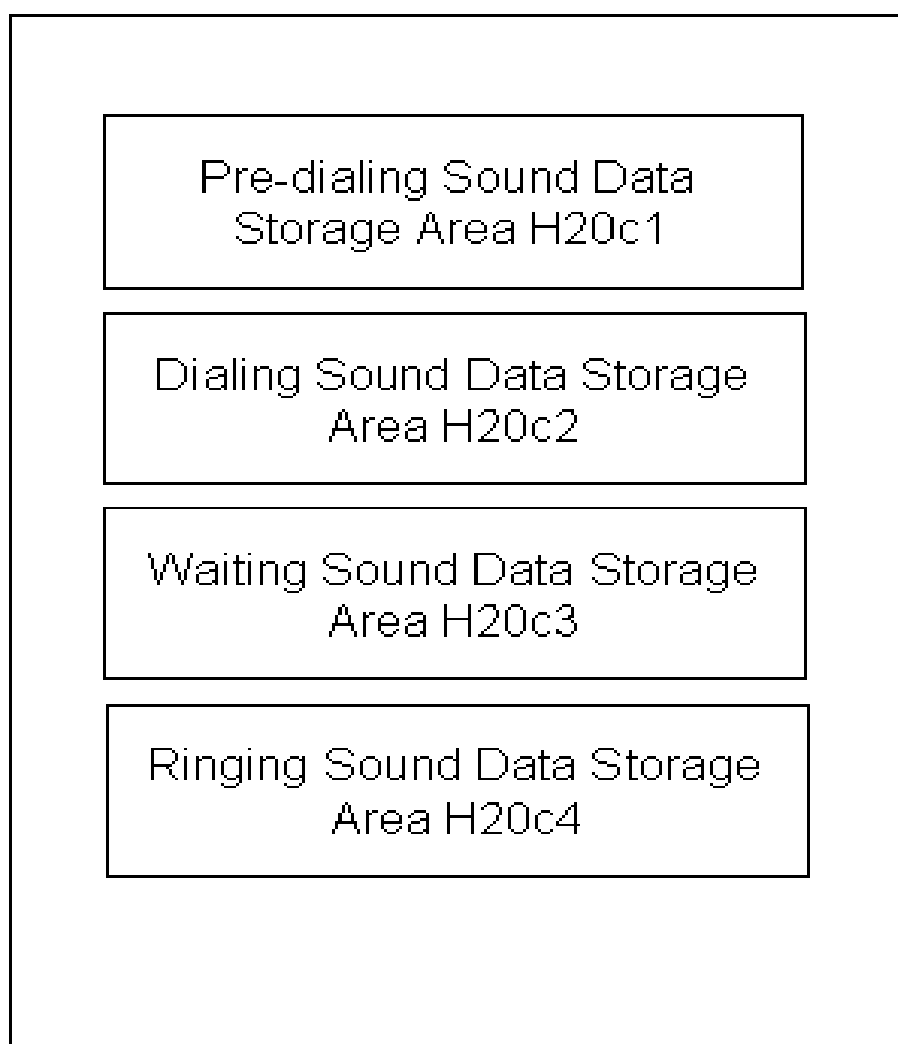 Pre-dialing Sound Data
Storage Area H20c1
Dialing Sound Data Storage
Area H20c2
Waiting Sound Data Storage
Area H20c3
Ringing Sound Data Storage
Area H20c4